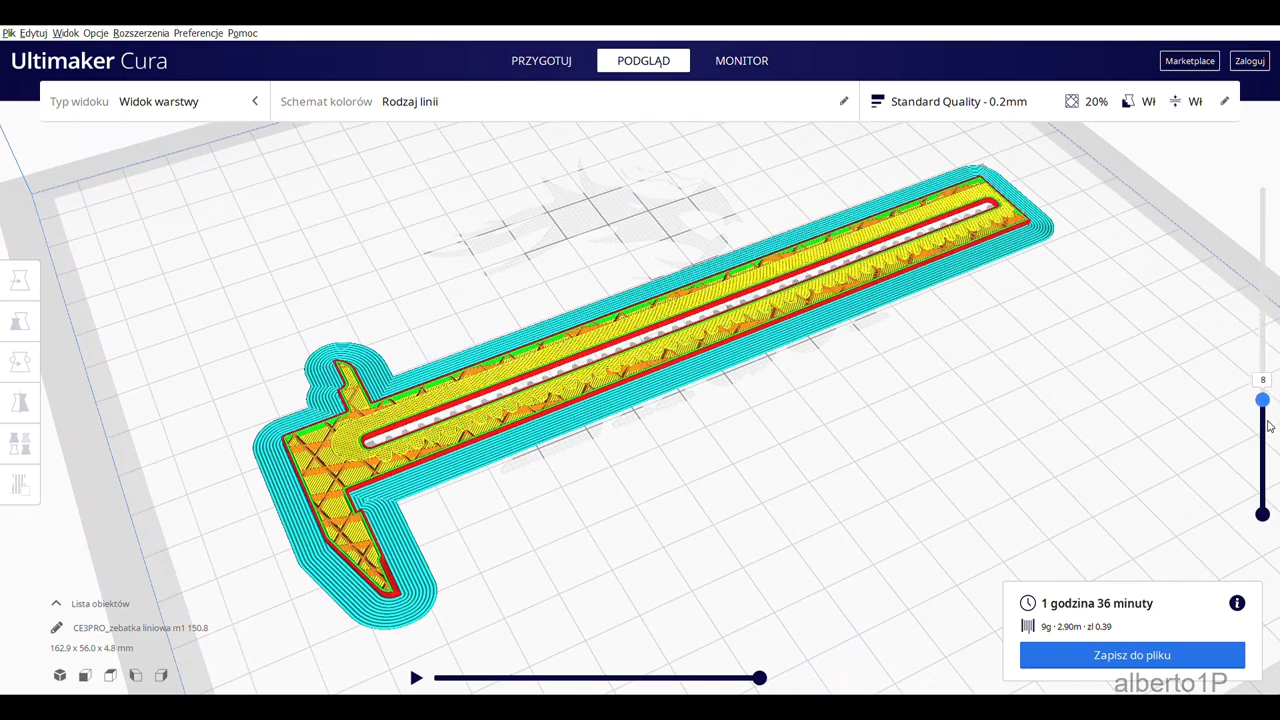 Plik Edytuj Widok Opcje Rozszerzenia Preferencje Pomoc
Ultimaker Cura
PRZYGOTUJ
PODGLĄD
MONITOR
Marketplace
Zaloguj
Typ widoku Widok warstwy
Schemat kolorów Rodzaj linii
Standard Quality - 0.2mm
20%
Wł
Wł
8
Lista obiektów
CE3PRO_zebatka liniowa m1 150.8
162.9 x 56.0 x 4.8 mm
1 godzina 36 minuty
9g · 2.90m · zl 0.39
Zapisz do pliku
alberto1P